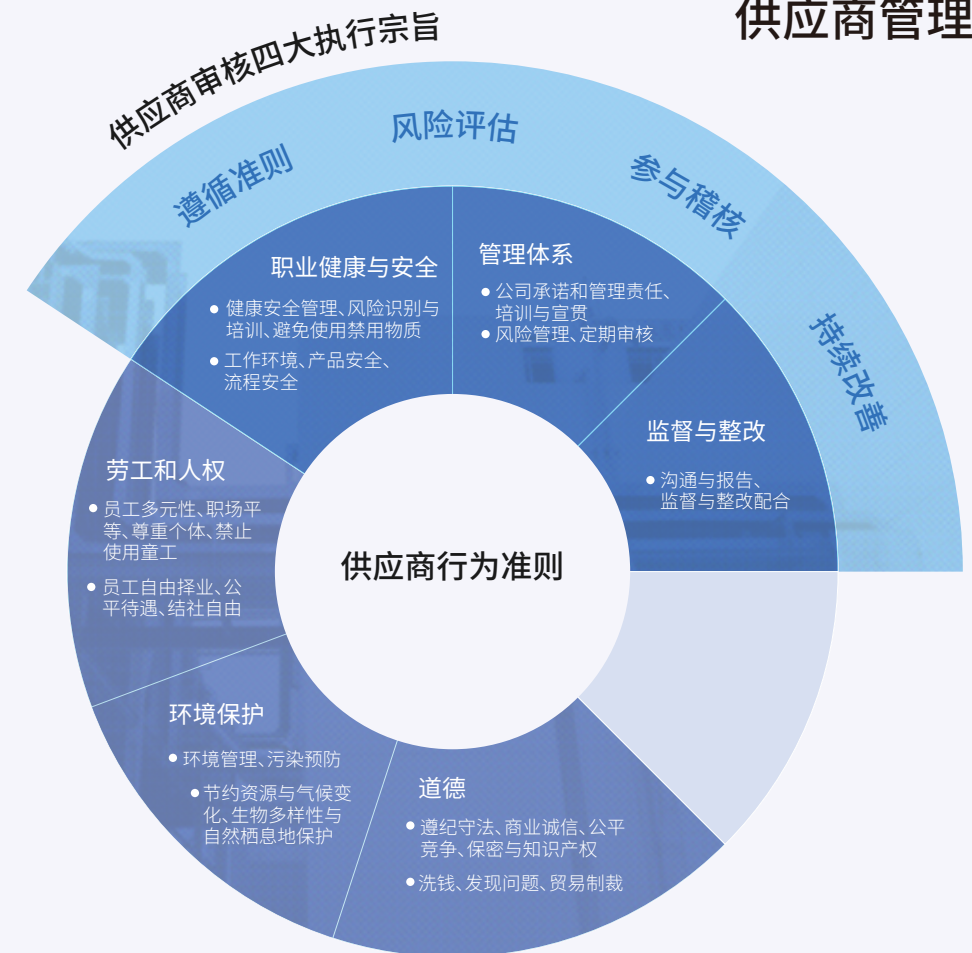 供应商管理
供应商审核四大执行宗旨
遵循准则
风险评估
参与稽核
持续改善
职业健康与安全
● 健康安全管理、风险识别与
培训、避免使用禁用物质
● 工作环境、产品安全、
流程安全
管理体系
● 公司承诺和管理责任、
培训与宣贯
● 风险管理、定期审核
监督与整改
● 沟通与报告、
监督与整改配合
劳工和人权
● 员工多元性、职场平
等、尊重个体、禁止
使用童工
● 员工自由择业、公
平待遇、结社自由
供应商行为准则
环境保护
● 环境管理、污染预防
● 节约资源与气候变
化、生物多样性与
自然栖息地保护
道德
● 遵纪守法、商业诚信、公平
竞争、保密与知识产权
● 洗钱、发现问题、贸易制裁